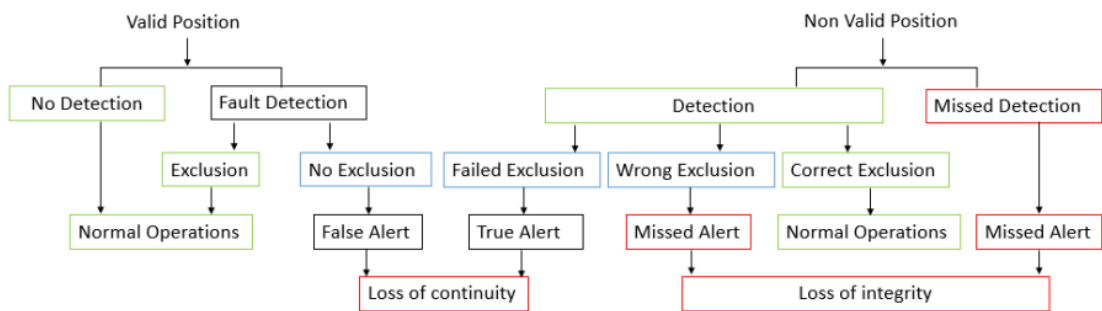 Valid Position
Non Valid Position
No Detection
Fault Detection
Detection
Missed Detection
Exclusion
No Exclusion
Failed Exclusion
Wrong Exclusion
Correct Exclusion
Normal Operations
False Alert
True Alert
Missed Alert
Normal Operations
Missed Alert
Loss of continuity
Loss of integrity